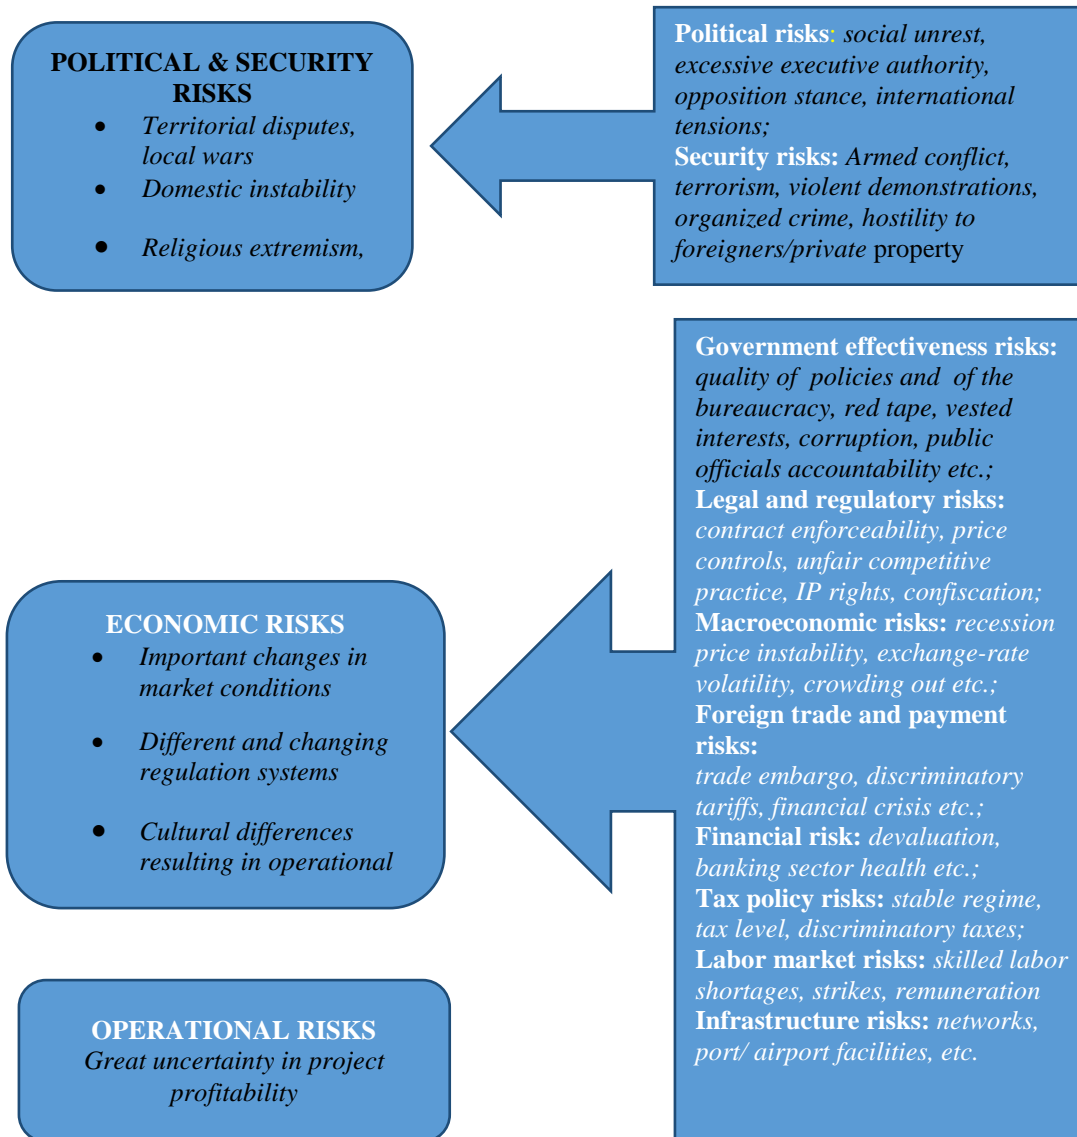 POLITICAL & SECURITY
RISKS
• Territorial disputes,
local wars
• Domestic instability
• Religious extremism,
Political risks: social unrest,
excessive executive authority,
opposition stance, international
tensions;
Security risks: Armed conflict,
terrorism, violent demonstrations,
organized crime, hostility to
foreigners/private property
ECONOMIC RISKS
• Important changes in
market conditions
• Different and changing
regulation systems
• Cultural differences
resulting in operational
Government effectiveness risks:
quality of policies and of the
bureaucracy, red tape, vested
interests, corruption, public
officials accountability etc.;
Legal and regulatory risks:
contract enforceability, price
controls, unfair competitive
practice, IP rights, confiscation;
Macroeconomic risks: recession
price instability, exchange-rate
volatility, crowding out etc.;
Foreign trade and payment
risks:
trade embargo, discriminatory
tariffs, financial crisis etc.;
Financial risk: devaluation,
banking sector health etc.;
Tax policy risks: stable regime,
tax level, discriminatory taxes;
Labor market risks: skilled labor
shortages, strikes, remuneration
Infrastructure risks: networks,
port/ airport facilities, etc.
OPERATIONAL RISKS
Great uncertainty in project
profitability